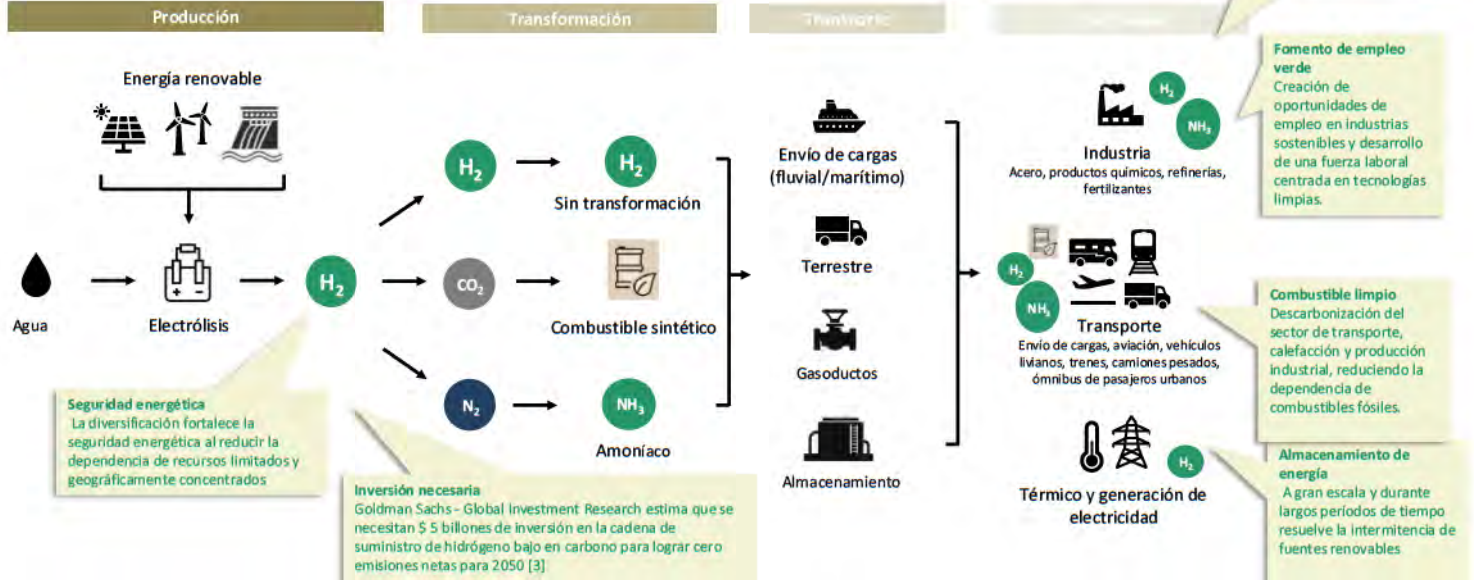 Producción
Transformación
Transporte
Energía renovable
Agua
Electrólisis
+ -
H2
H2
H2
Sin transformación
CO2
Combustible sintético
N2
NH3
Amoníaco
Seguridad energética
La diversificación fortalece la
seguridad energética al reducir la
dependencia de recursos limitados y
geográficamente concentrados
Inversión necesaria
Goldman Sachs - Global Investment Research estima que se
necesitan $ 5 billones de inversión en la cadena de
suministro de hidrógeno bajo en carbono para lograr cero
emisiones netas para 2050 [3]
Envío de cargas
(fluvial/marítimo)
Terrestre
Gasoductos
Almacenamiento
H2
NH3
Industria
Acero, productos químicos, refinerías,
fertilizantes
H2
NH3
Transporte
Envío de cargas, aviación, vehículos
livianos, trenes, camiones pesados,
ómnibus de pasajeros urbanos
H2
Térmico y generación de
electricidad
Fomento de empleo
verde
Creación de
oportunidades de
empleo en industrias
sostenibles y desarrollo
de una fuerza laboral
centrada en tecnologías
limpias.
Combustible limpio
Descarbonización del
sector de transporte,
calefacción y producción
industrial, reduciendo la
dependencia de
combustibles fósiles.
Almacenamiento de
energía
A gran escala y durante
largos períodos de tiempo
resuelve la intermitencia de
fuentes renovables